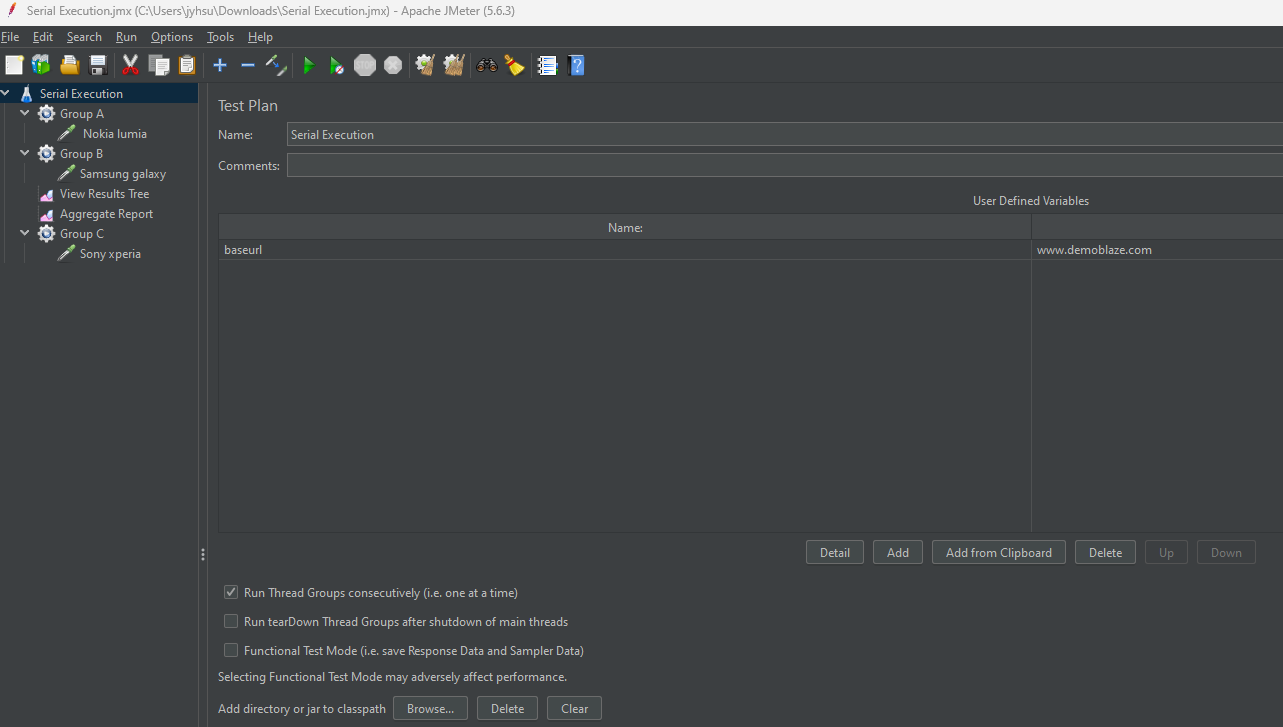 Serial Execution.jmx (C:\Users\jyhsu\Downloads\Serial Execution.jmx) - Apache JMeter (5.6.3)
File Edit Search Run Options Tools Help
STOP
Serial Execution
Group A
Nokia lumia
Group B
Samsung galaxy
View Results Tree
Aggregate Report
Group C
Sony xperia
Test Plan
Name: Serial Execution
Comments:
User Defined Variables
Name:
baseurl www.demoblaze.com
Detail Add Add from Clipboard Delete Up Down
Run Thread Groups consecutively (i.e. one at a time)
Run tearDown Thread Groups after shutdown of main threads
Functional Test Mode (i.e. save Response Data and Sampler Data)
Selecting Functional Test Mode may adversely affect performance.
Add directory or jar to classpath Browse... Delete Clear